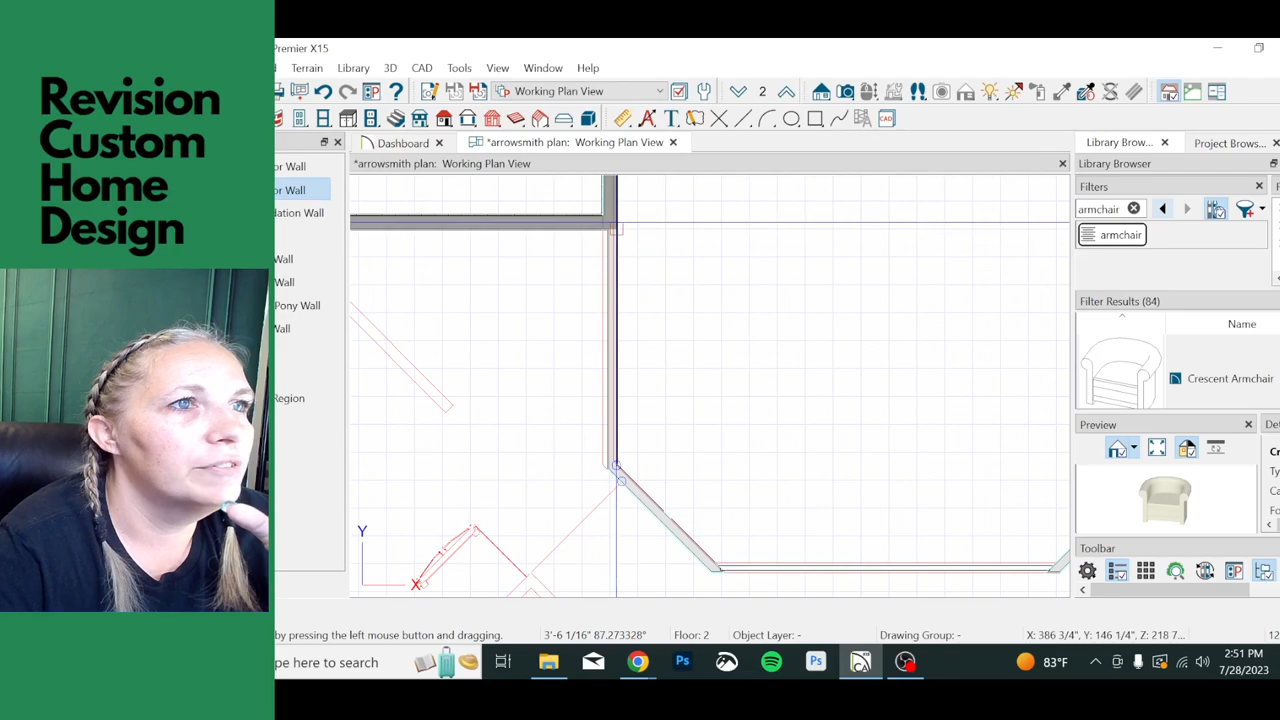 Revision
Custom
Home
Design
Premier X15
Terrain Library 3D CAD Tools View Window Help
Working Plan View
2
Dashboard
*arrowsmith plan: Working Plan View
Library Brow...
Project Brows...
*arrowsmith plan: Working Plan View
Library Browser
or Wall
or Wall
dation Wall
Wall
Wall
Pony Wall
Wall
Region
Filters
armchair
armchair
Filter Results (84)
Name
Crescent Armchair
Preview
Toolbar
Y
X
by pressing the left mouse button and dragging.
3'-6 1/16" 87.273328°
Floor: 2
Object Layer: -
Drawing Group: -
X: 386 3/4", Y: 146 1/4", Z: 218 7...
pe here to search
83°F
2:51 PM
7/28/2023